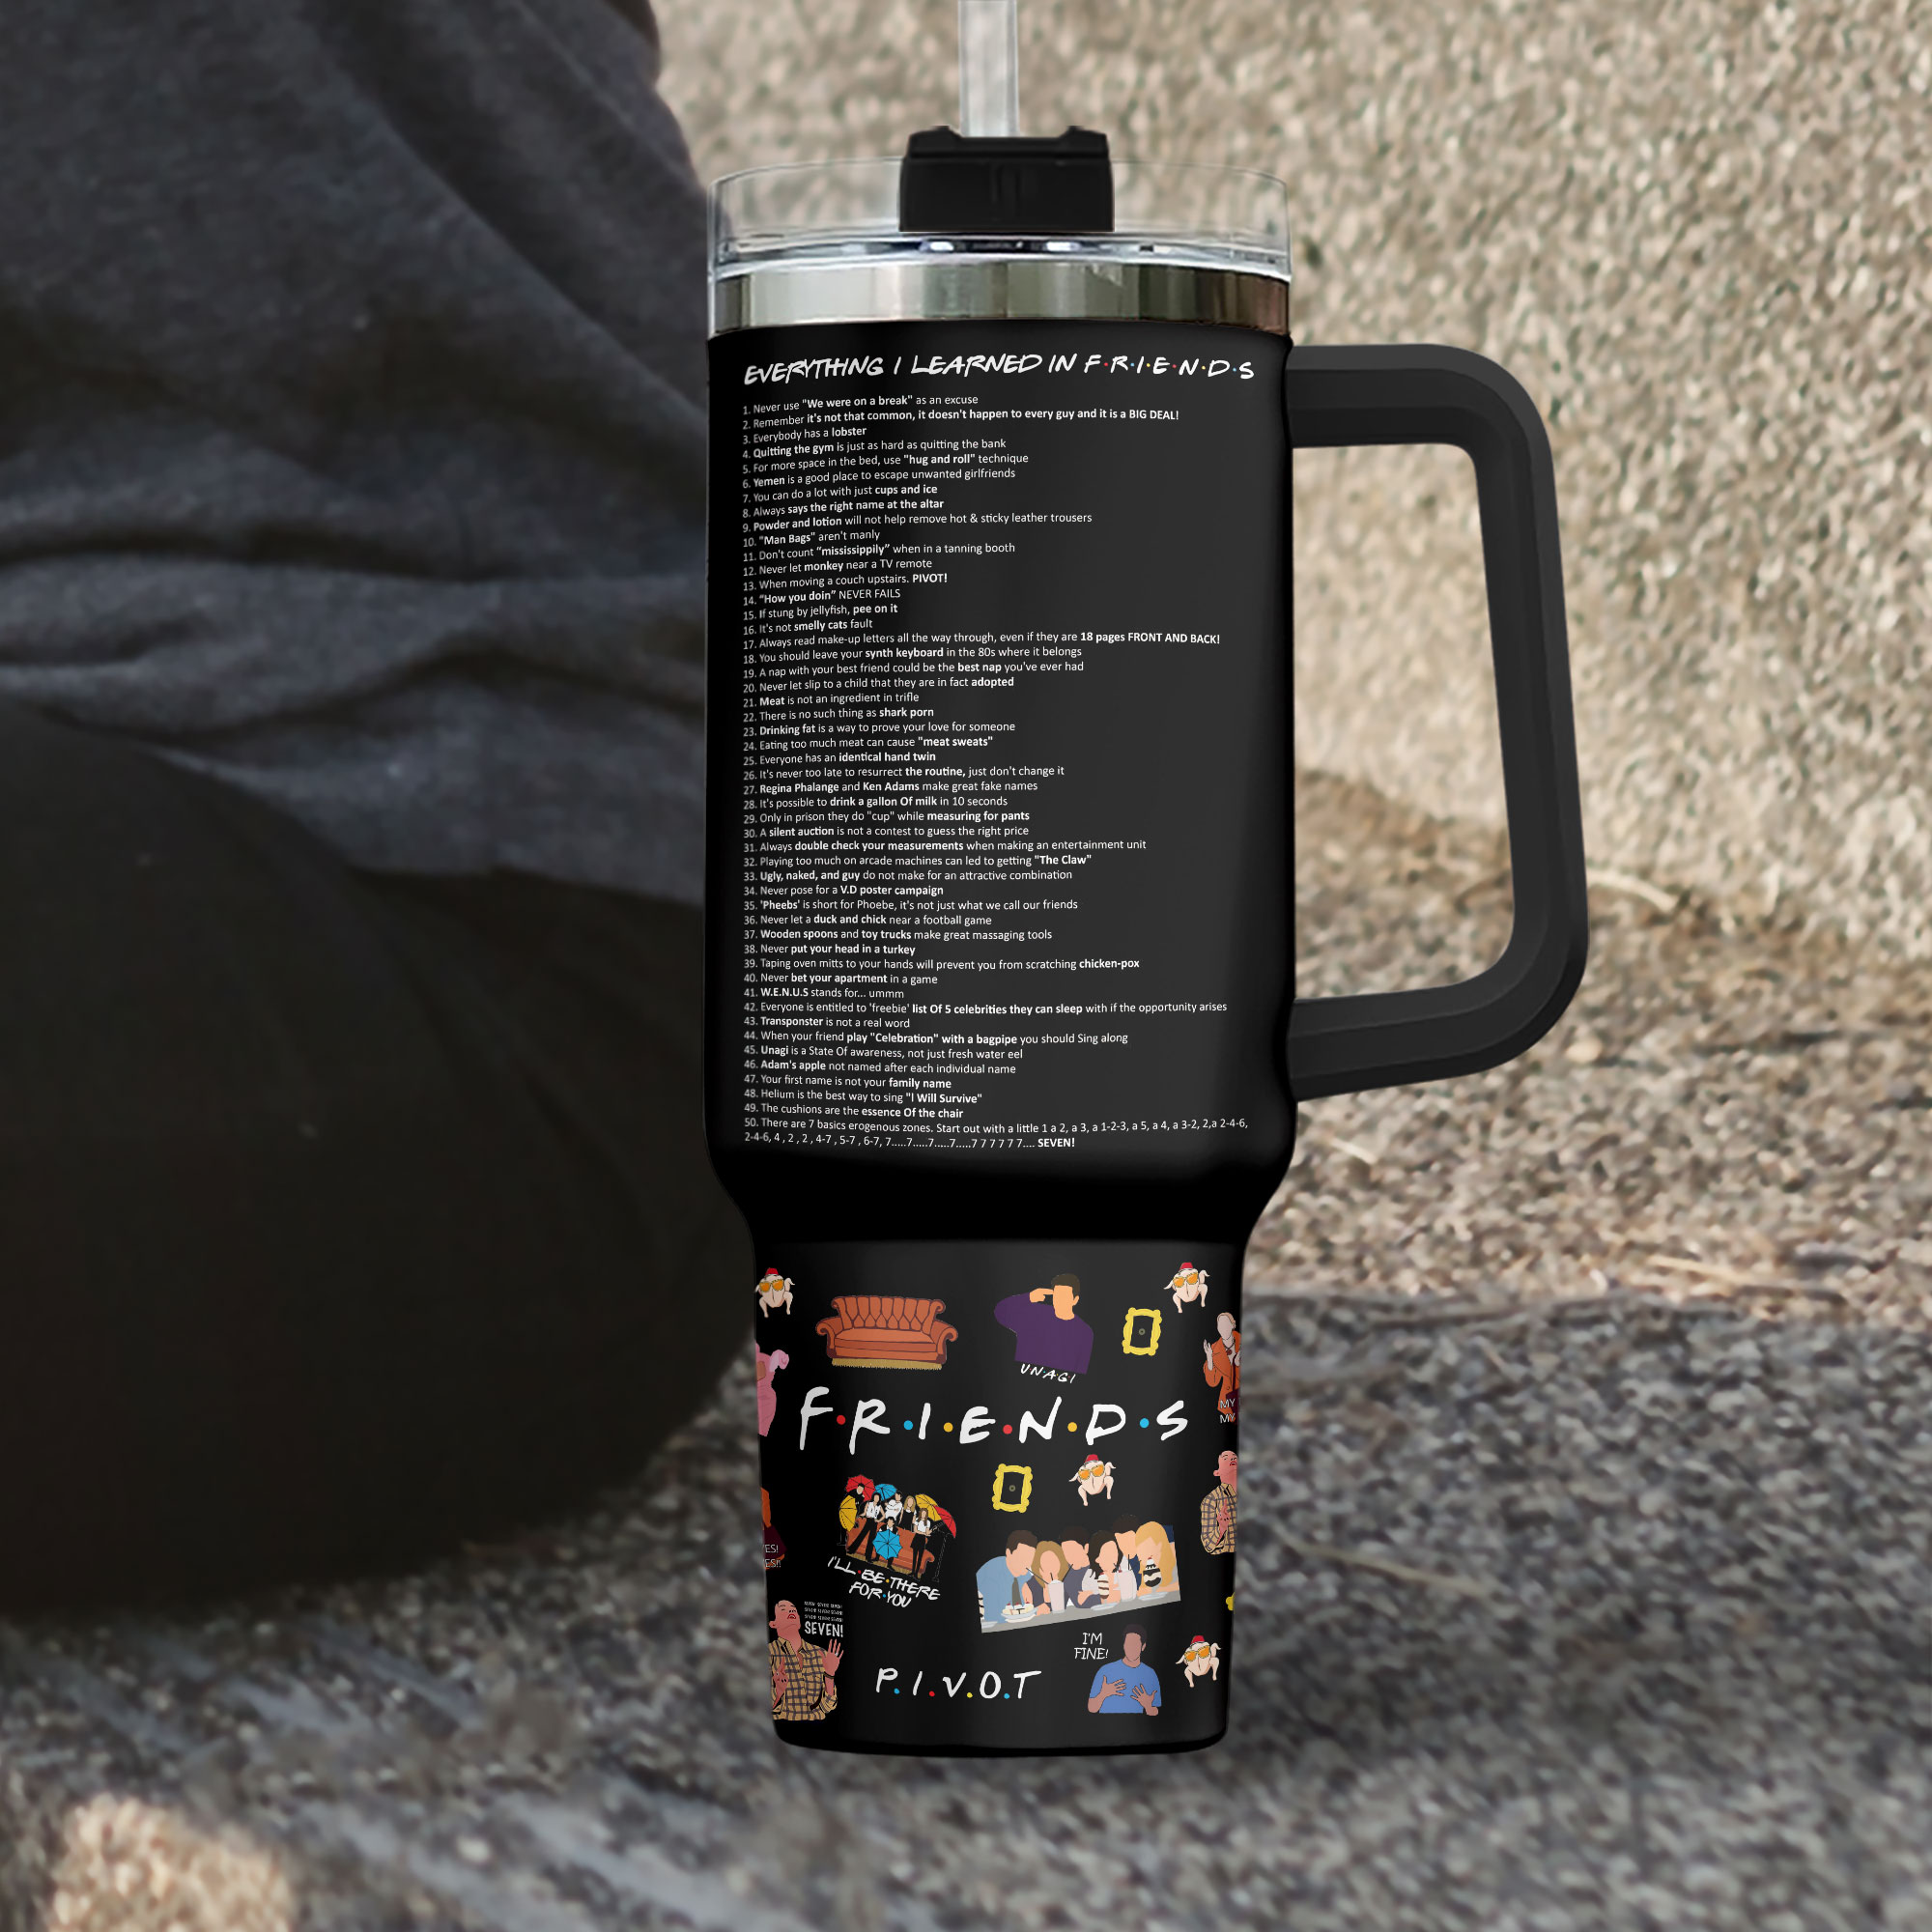 EVERYTHING I LEARNED IN F·R·I·E·N·D·S
1. Never use "We were on a break" as an excuse
2. Remember it's not that common, it doesn't happen to every guy and it is a BIG DEAL!
3. Everybody has a lobster
4. Quitting the gym is just as hard as quitting the bank
5. For more space in the bed, use "hug and roll" technique
6. Yemen is a good place to escape unwanted girlfriends
7. You can do a lot with just cups and ice
8. Always says the right name at the altar
9. Powder and lotion will not help remove hot & sticky leather trousers
10. "Man Bags" aren't manly
11. Don't count “mississippily” when in a tanning booth
12. Never let monkey near a TV remote
13. When moving a couch upstairs. PIVOT!
14. “How you doin” NEVER FAILS
15. If stung by jellyfish, pee on it
16. It's not smelly cats fault
17. Always read make-up letters all the way through, even if they are 18 pages FRONT AND BACK!
18. You should leave your synth keyboard in the 80s where it belongs
19. A nap with your best friend could be the best nap you've ever had
20. Never let slip to a child that they are in fact adopted
21. Meat is not an ingredient in trifle
22. There is no such thing as shark porn
23. Drinking fat is a way to prove your love for someone
24. Eating too much meat can cause "meat sweats"
25. Everyone has an identical hand twin
26. It's never too late to resurrect the routine, just don't change it
27. Regina Phalange and Ken Adams make great fake names
28. It's possible to drink a gallon Of milk in 10 seconds
29. Only in prison they do "cup" while measuring for pants
30. A silent auction is not a contest to guess the right price
31. Always double check your measurements when making an entertainment unit
32. Playing too much on arcade machines can led to getting "The Claw"
33. Ugly, naked, and guy do not make for an attractive combination
34. Never pose for a V.D poster campaign
35. 'Pheebs' is short for Phoebe, it's not just what we call our friends
36. Never let a duck and chick near a football game
37. Wooden spoons and toy trucks make great massaging tools
38. Never put your head in a turkey
39. Taping oven mitts to your hands will prevent you from scratching chicken-pox
40. Never bet your apartment in a game
41. W.E.N.U.S stands for... ummm
42. Everyone is entitled to 'freebie' list Of 5 celebrities they can sleep with if the opportunity arises
43. Transponster is not a real word
44. When your friend play "Celebration" with a bagpipe you should Sing along
45. Unagi is a State Of awareness, not just fresh water eel
46. Adam's apple not named after each individual name
47. Your first name is not your family name
48. Helium is the best way to sing "I Will Survive"
49. The cushions are the essence Of the chair
50. There are 7 basics erogenous zones. Start out with a little 1 a 2, a 3, a 1-2-3, a 5, a 4, a 3-2, 2,a 2-4-6,
2-4-6, 4 , 2 , 2 , 4-7 , 5-7 , 6-7, 7.....7.....7.....7.....7 7 7 7 7 7.... SEVEN!
U·N·A·G·I
MY
F·R·I·E·N·D·S
I'LL·BE·THERE
FOR·YOU
SEVEN!
I'M
FINE!
P.I.V.O.T